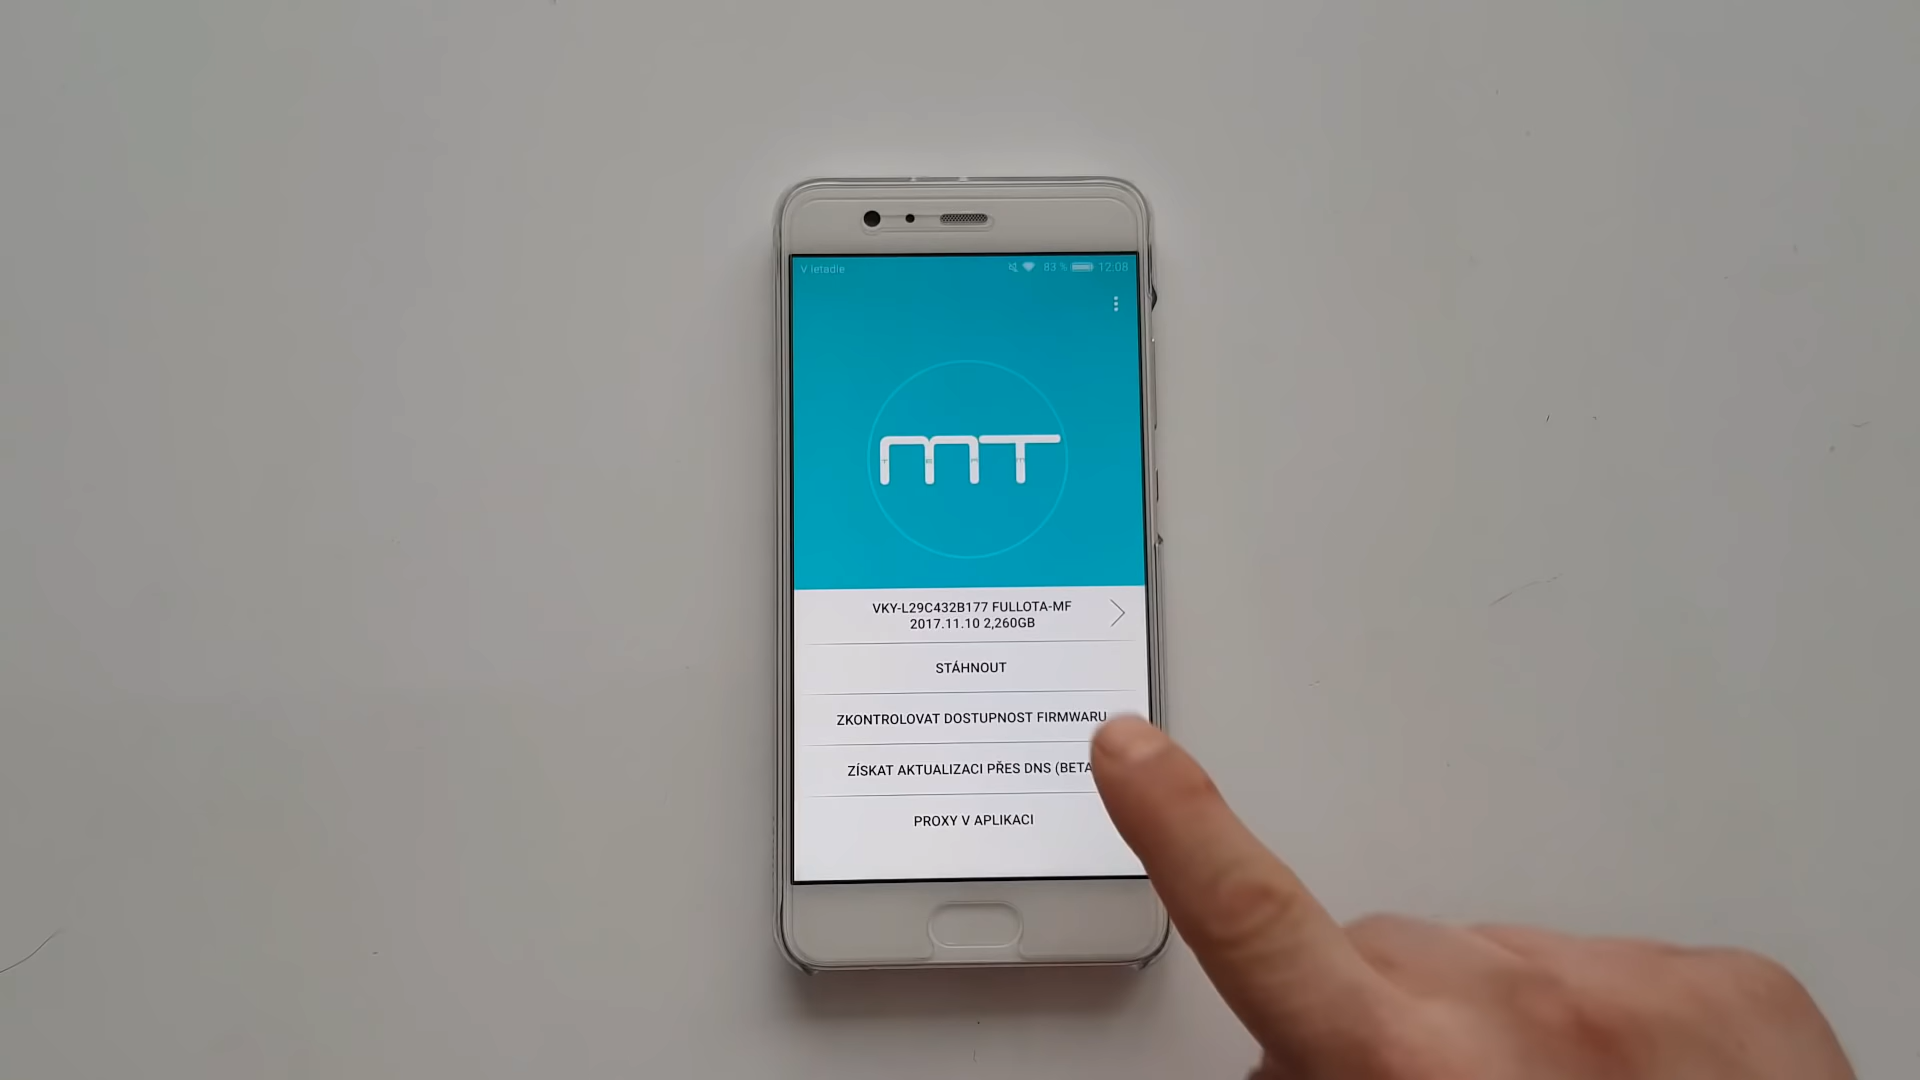 V letadle 83 % 12:08
MT
TEAM
VKY-L29C432B177 FULLOTA-MF
2017.11.10 2,260GB
STÁHNOUT
ZKONTROLOVAT DOSTUPNOST FIRMWARU
ZÍSKAT AKTUALIZACI PŘES DNS (BETA
PROXY V APLIKACI